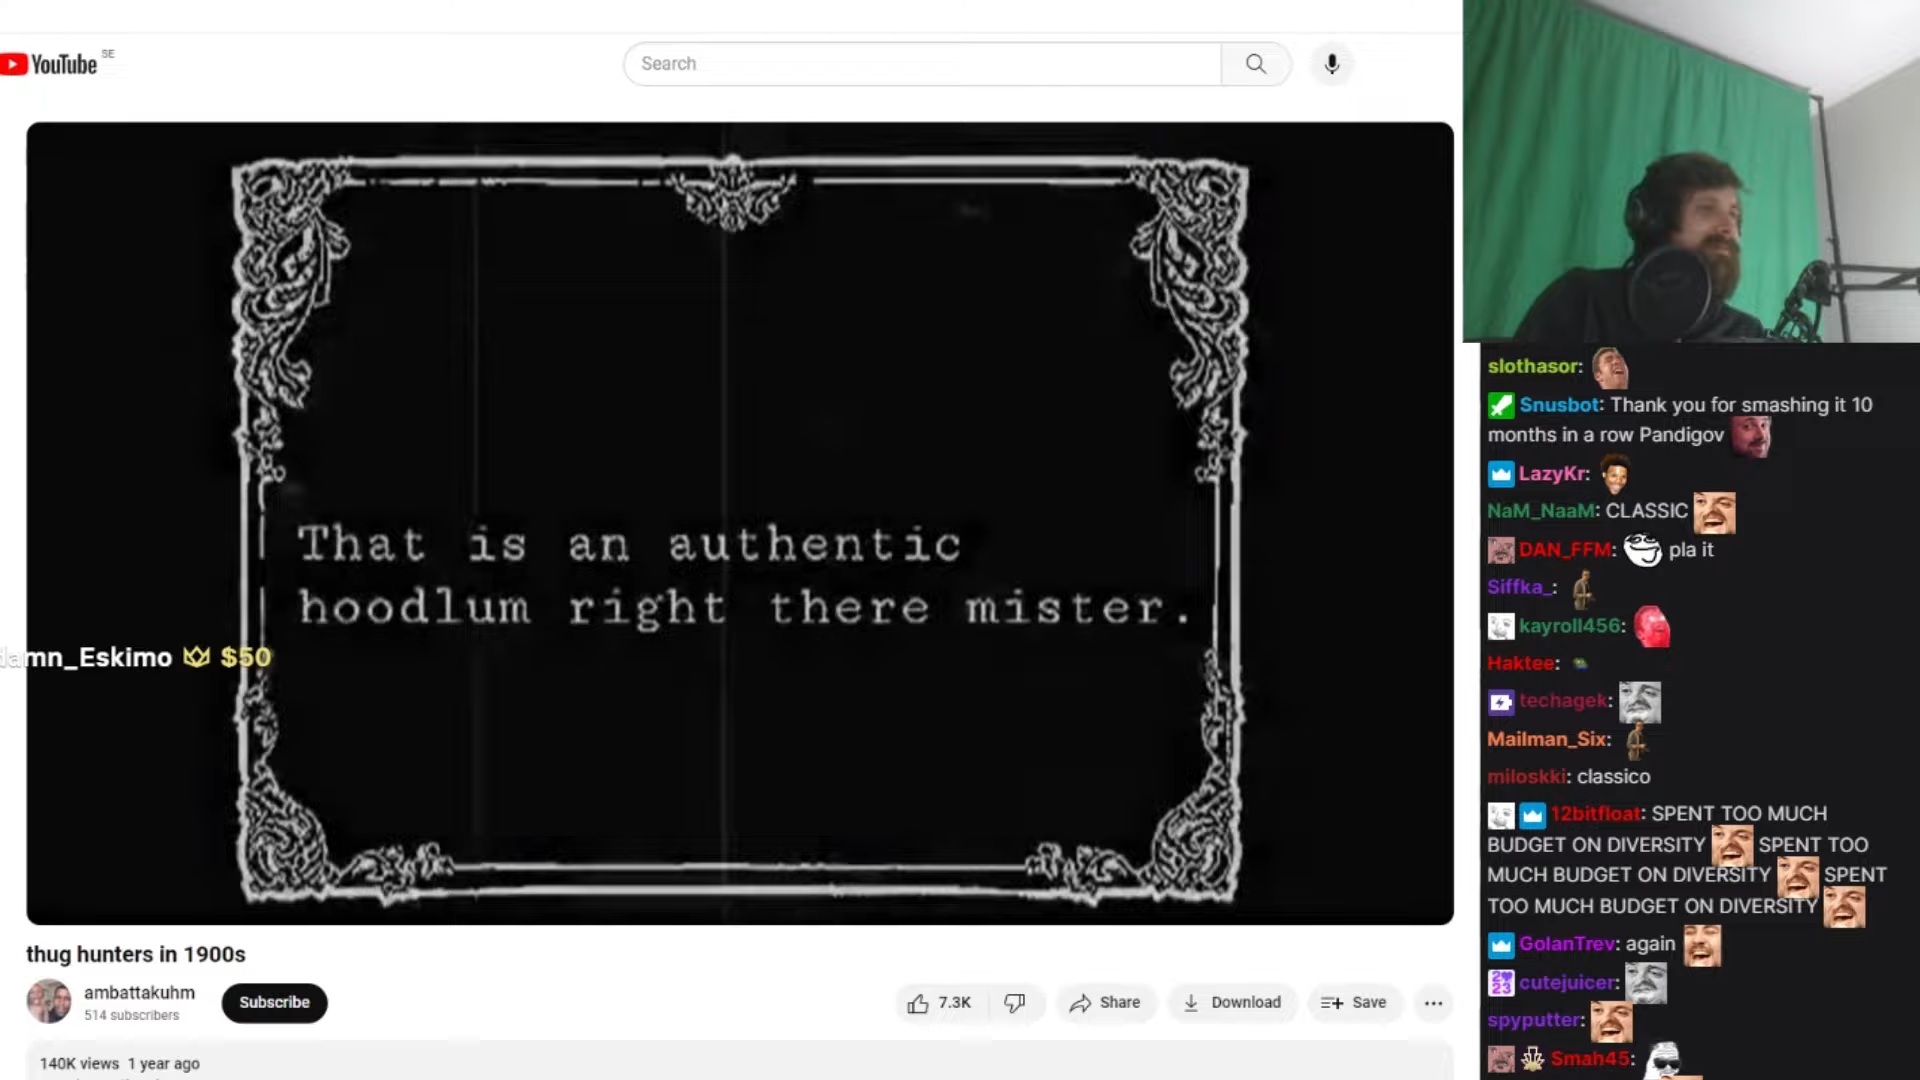 YouTube SE
Search
That is an authentic
hoodlum right there mister.
damn_Eskimo $50
thug hunters in 1900s
ambattakuhm
514 subscribers
Subscribe
7.3K
Share
Download
Save
140K views 1 year ago
slothasor:
Snusbot: Thank you for smashing it 10
months in a row Pandigov
LazyKr:
NaM_NaaM: CLASSIC
DAN_FFM: pla it
Siffka_:
kayroll456:
Haktee:
techagek:
Mailman_Six:
miloskki: classico
12bitfloat: SPENT TOO MUCH
BUDGET ON DIVERSITY SPENT TOO
MUCH BUDGET ON DIVERSITY SPENT
TOO MUCH BUDGET ON DIVERSITY
GolanTrev: again
2023 cutejuicer:
spyputter:
Smah45: